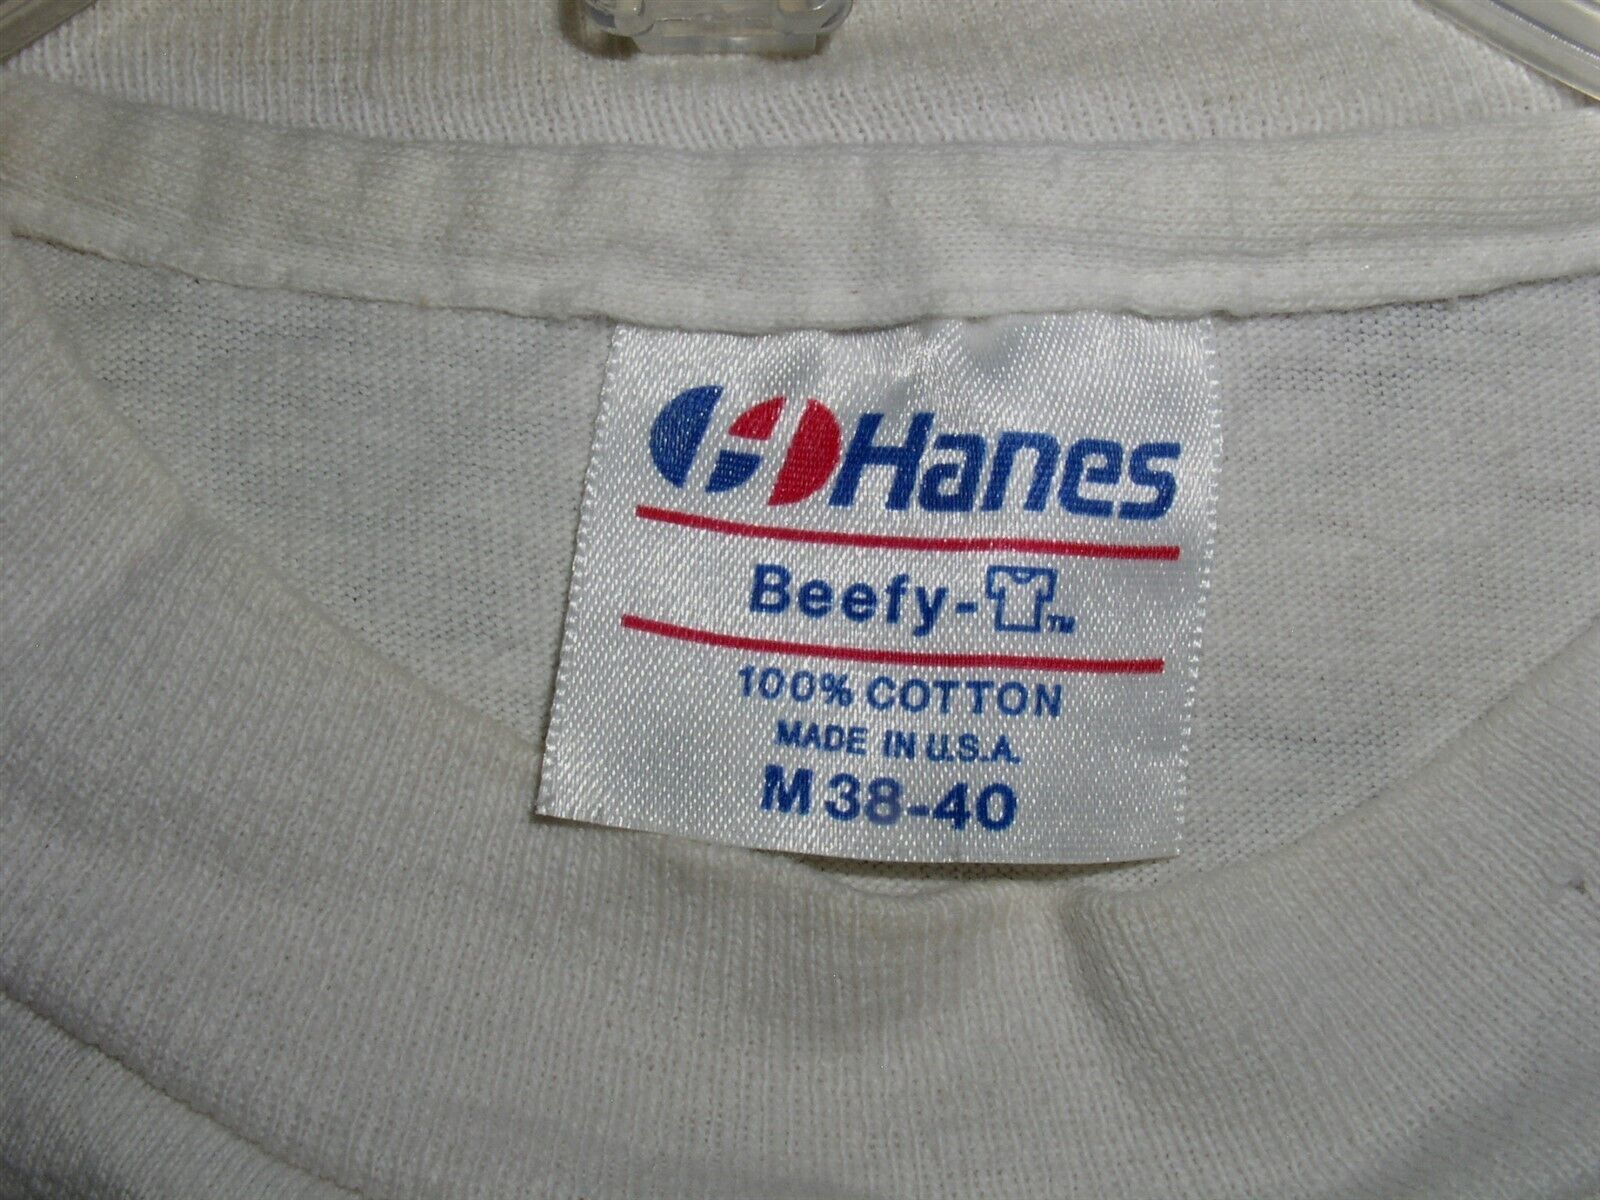 Hanes
Beefy-T™
100% COTTON
MADE IN U.S.A.
M 38-40